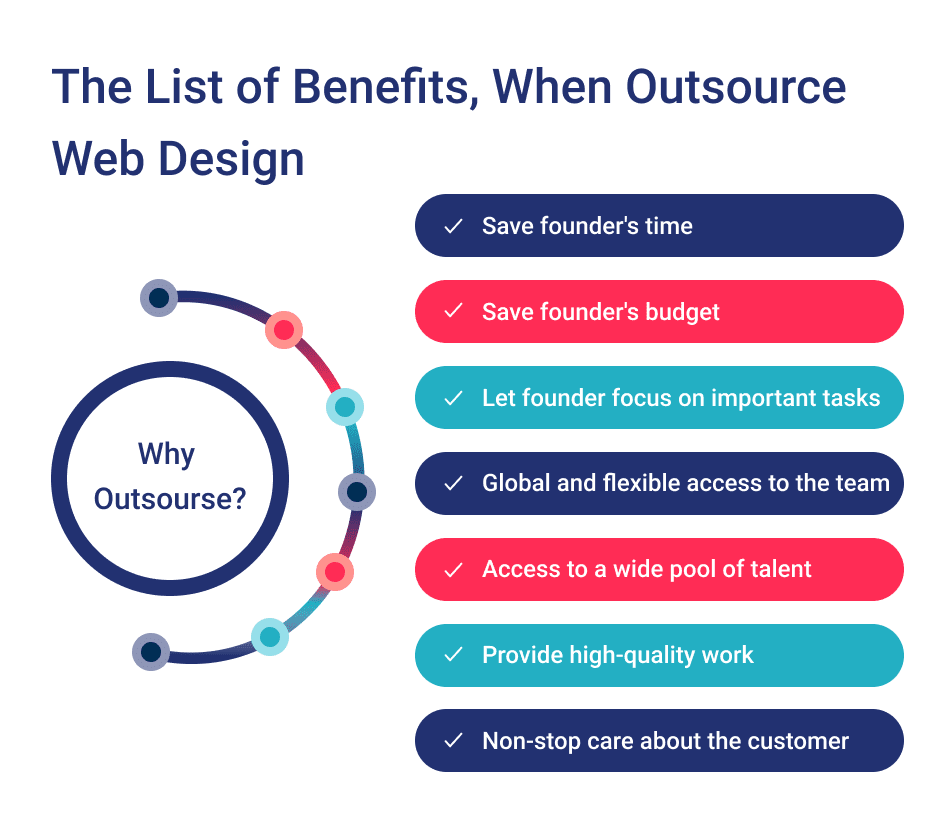 The List of Benefits, When Outsource
Web Design
Why
Outsourse?
Save founder's time
Save founder's budget
Let founder focus on important tasks
Global and flexible access to the team
Access to a wide pool of talent
Provide high-quality work
Non-stop care about the customer